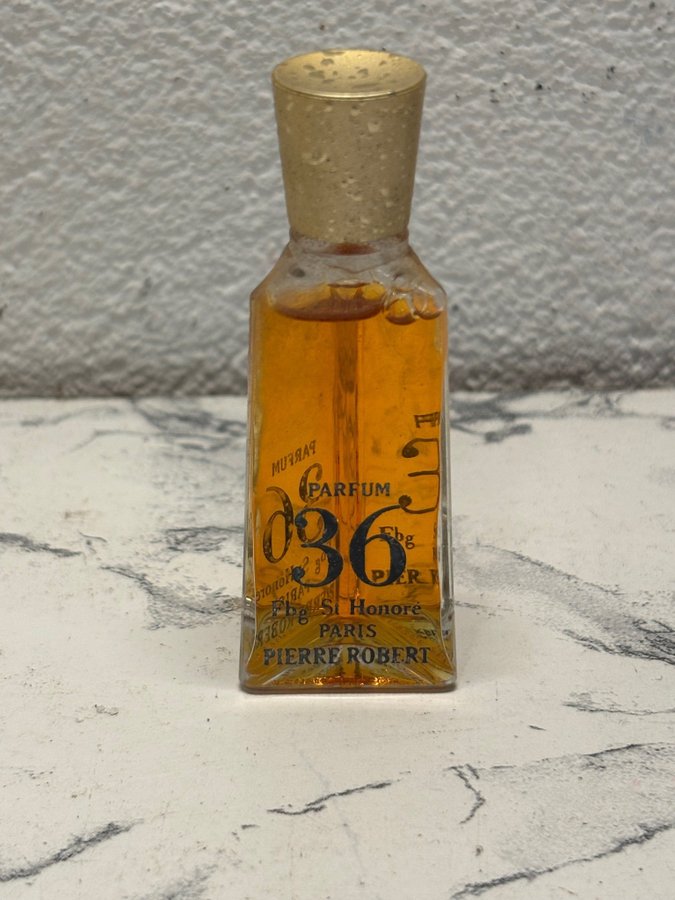 PARFUM
36
Fbg St Honoré
PARIS
PIERRE ROBERT